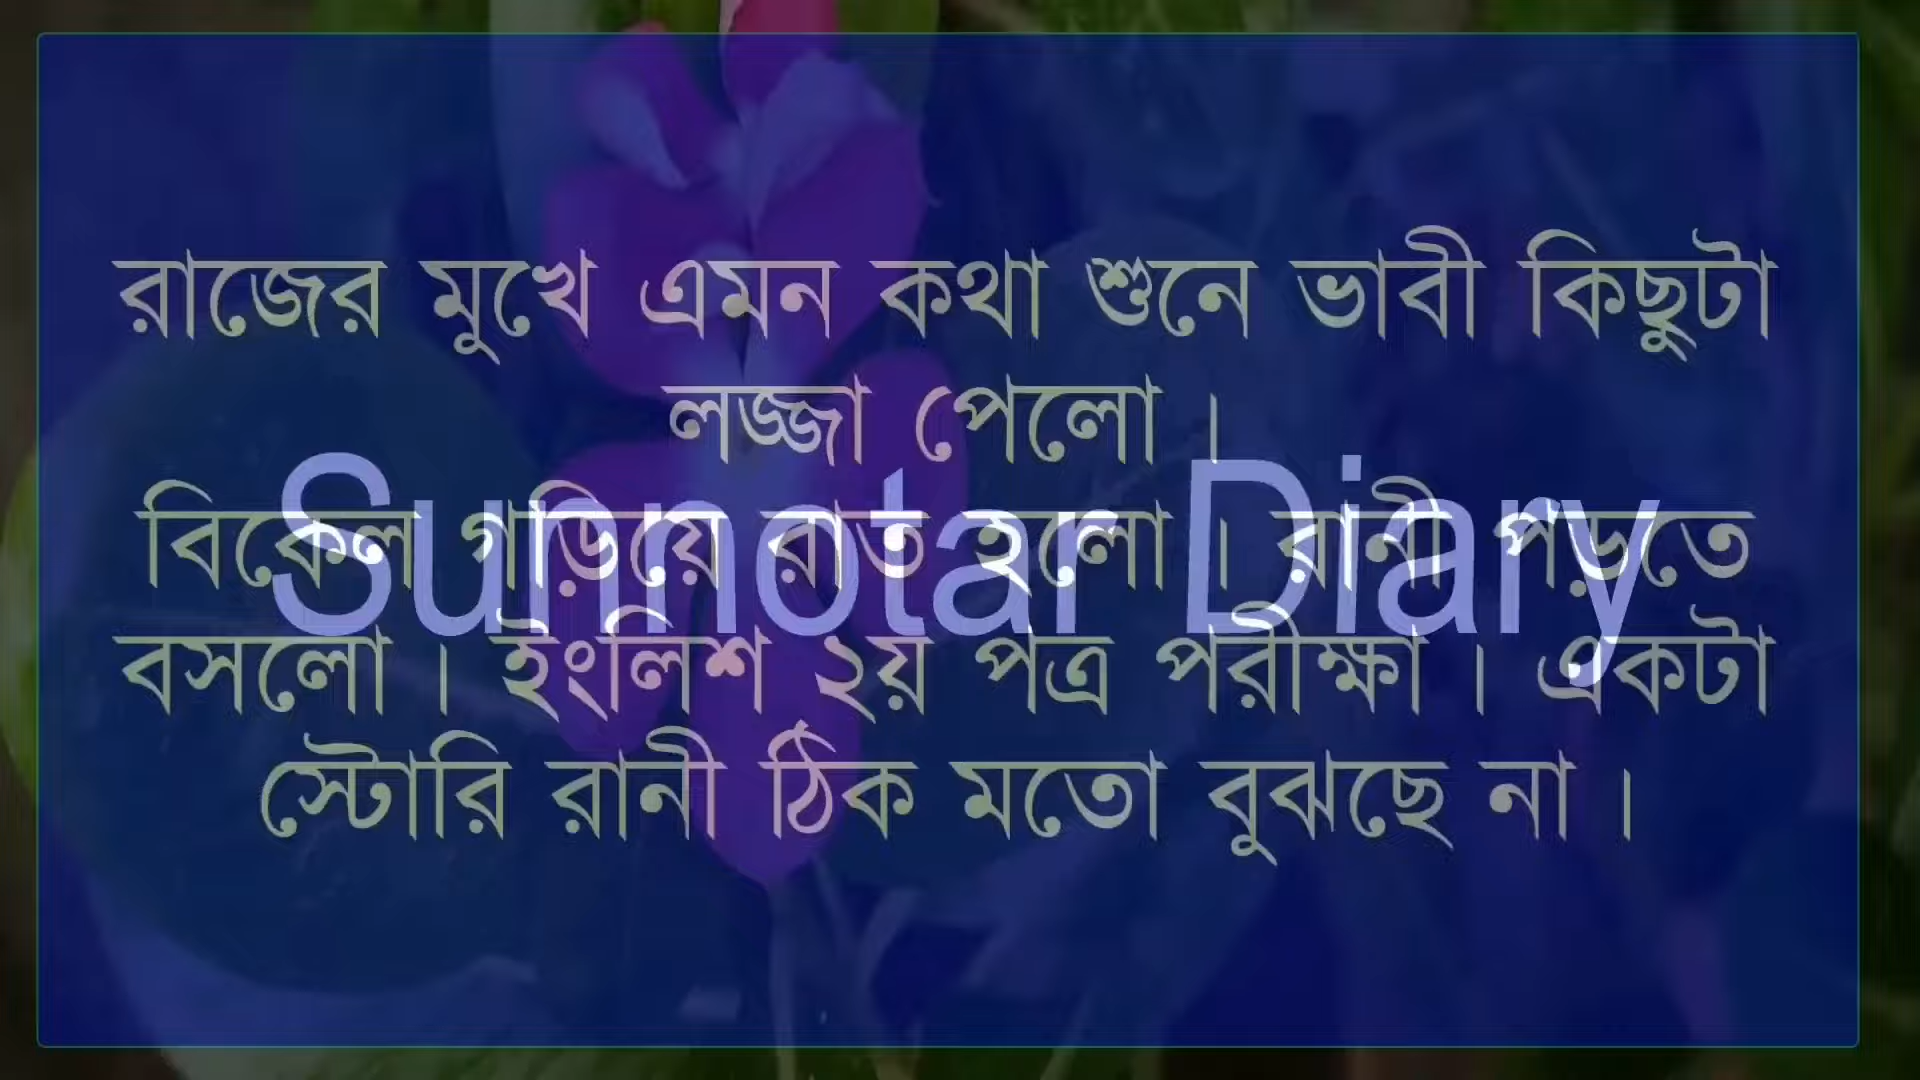 রাজের মুখে এমন কথা শুনে ভাবী কিছুটা
লজ্জা পেলো ।
বিকেল গড়িয়ে রাত হলো । রানী পড়তে
Sunnotar Diary
বসলো । ইংলিশ ২য় পত্র পরীক্ষা । একটা
স্টোরি রানী ঠিক মতো বুঝছে না ।